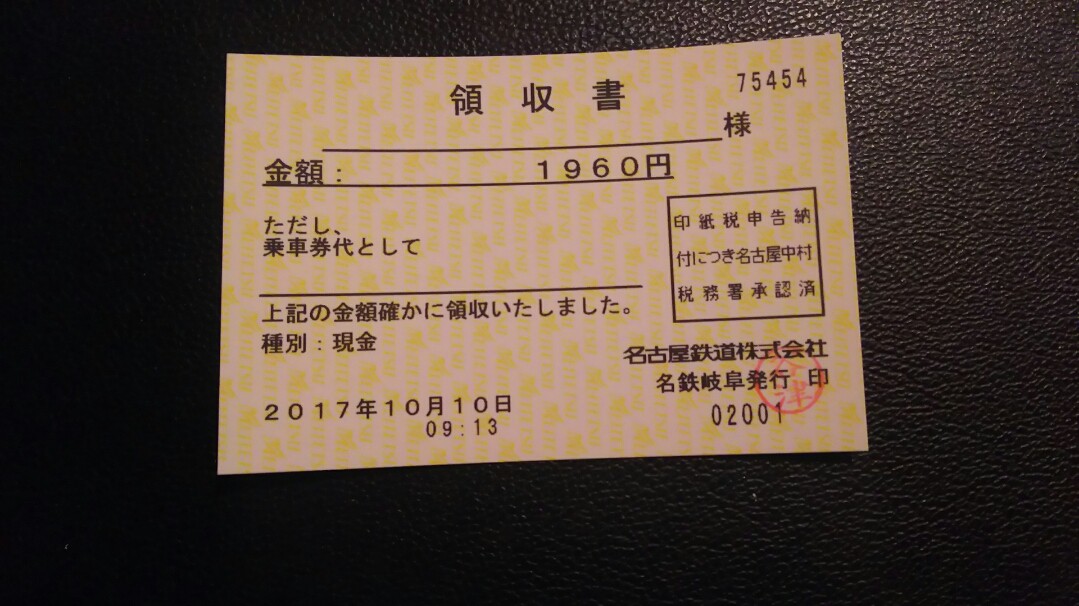 領収書
75454
様
金額： 1960円
ただし、
乗車券代として
印紙税申告納
付につき名古屋中村
税務署承認済
上記の金額確かに領収いたしました。
種別：現金
名古屋鉄道株式会社
名鉄岐阜発行 印
2017年10月10日
09:13
02001